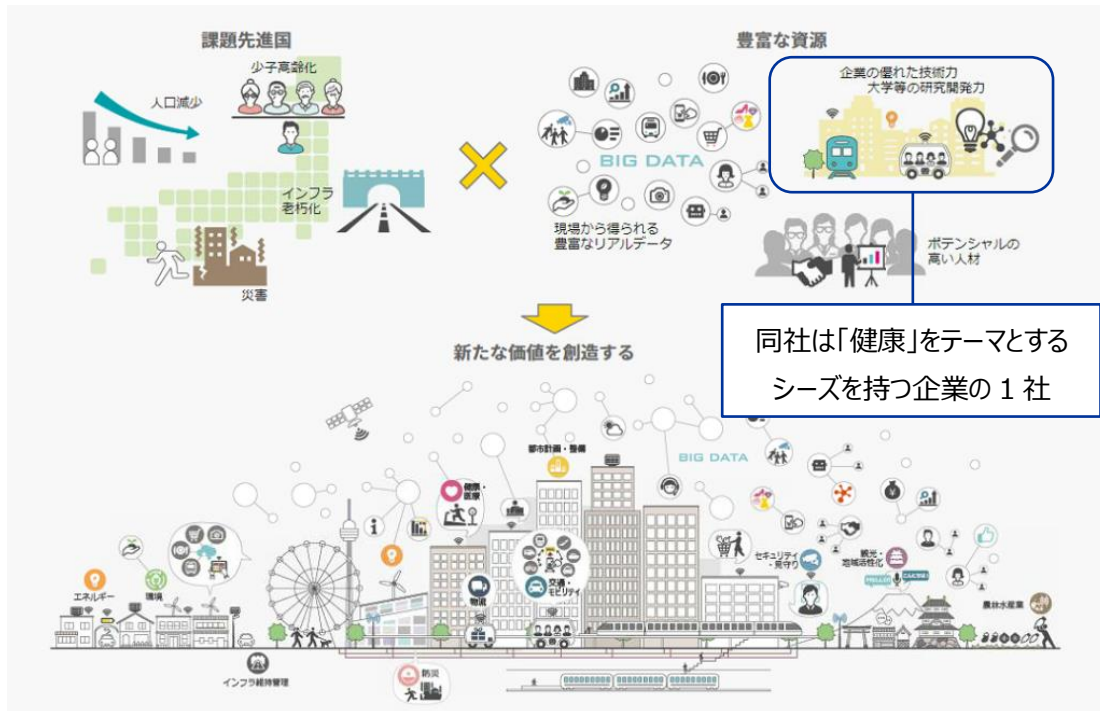 課題先進国
少子高齢化
人口減少
インフラ
老朽化
災害
豊富な資源
企業の優れた技術力
大学等の研究開発力
BIG DATA
現場から得られる
豊富なリアルデータ
ポテンシャルの
高い人材
同社は「健康」をテーマとする
シーズを持つ企業の 1 社
新たな価値を創造する
都市計画・整備
BIG DATA
健康・
医療
セキュリティ
・見守り
観光・
地域活性化
エネルギー
環境
物流
交通・
モビリティ
農林水産業
インフラ維持管理
防災